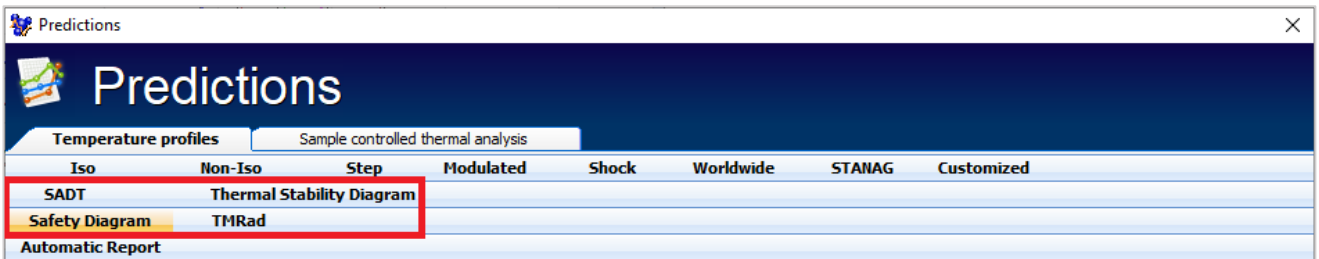 Predictions
Predictions
Temperature profiles Sample controlled thermal analysis
Iso Non-Iso Step Modulated Shock Worldwide STANAG Customized
SADT Thermal Stability Diagram
Safety Diagram TMRad
Automatic Report